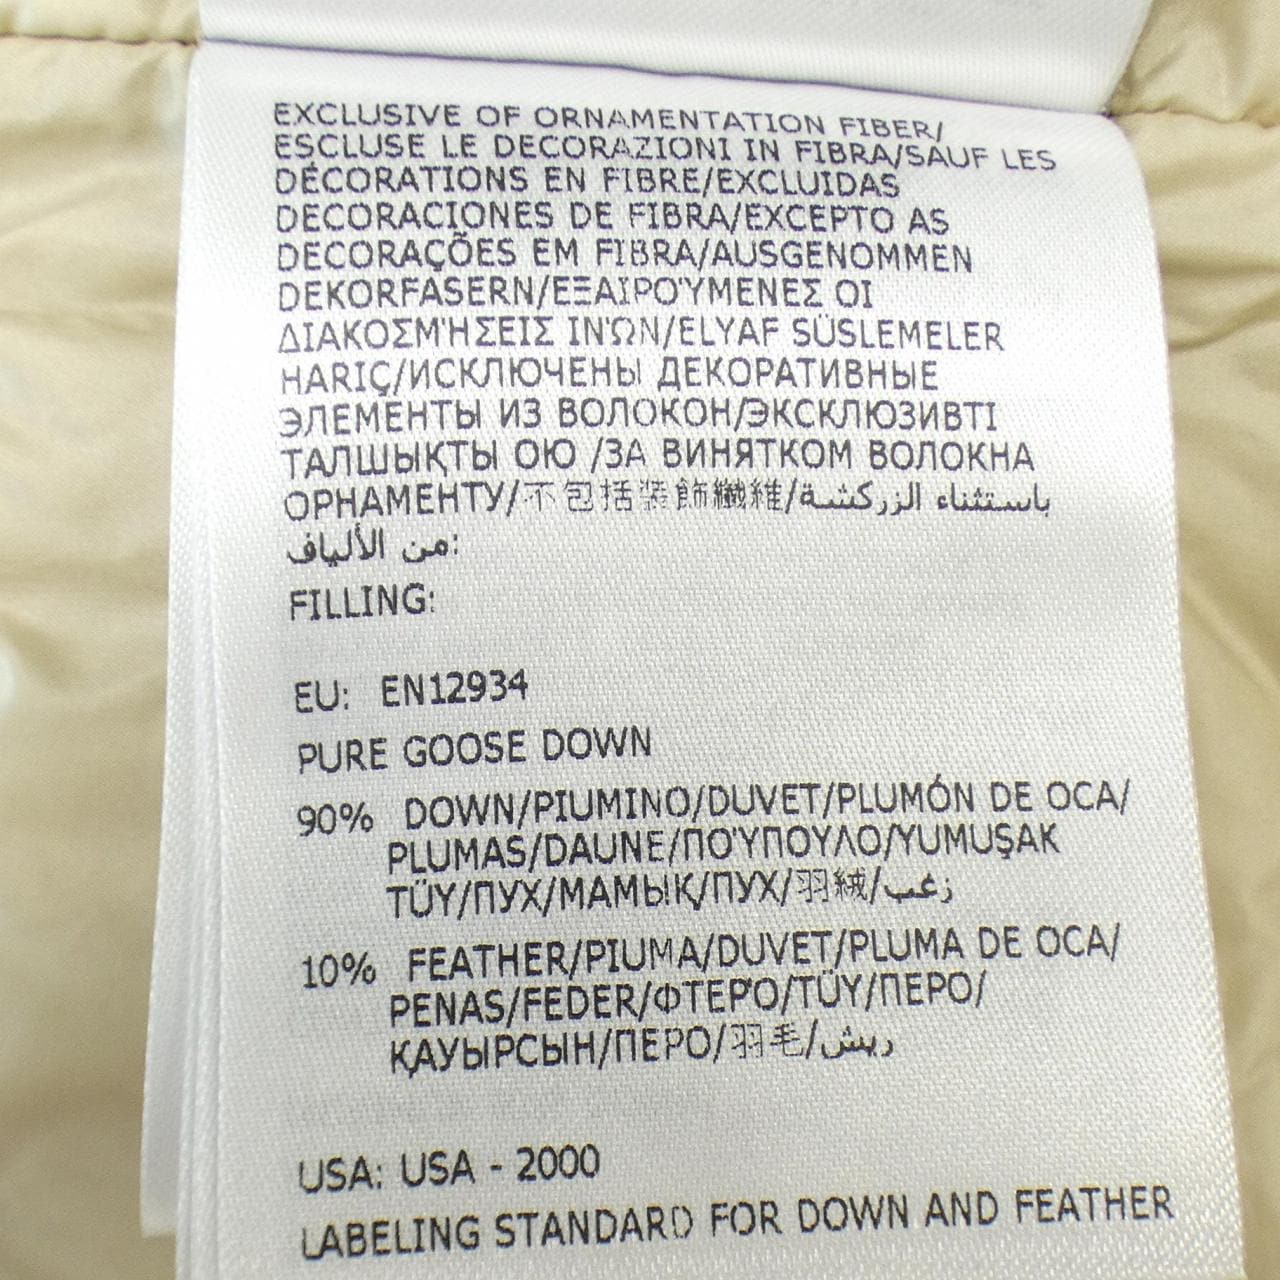 EXCLUSIVE OF ORNAMENTATION FIBER/
ESCLUSE LE DECORAZIONI IN FIBRA/SAUF LES
DÉCORATIONS EN FIBRE/EXCLUIDAS
DECORACIONES DE FIBRA/EXCEPTO AS
DECORAÇÕES EM FIBRA/AUSGENOMMEN
DEKORFASERN/ΕΞΑΙΡΟΎΜΕΝΕΣ ΟΙ
ΔΙΑΚΟΣΜΉΣΕΙΣ ΙΝΏΝ/ELYAF SÜSLEMELER
HARIÇ/ИСКЛЮЧЕНЫ ДЕКОРАТИВНЫЕ
ЭЛЕМЕНТЫ ИЗ ВОЛОКОН/ЭКСКЛЮЗИВТІ
ТАЛШЫҚТЫ ОЮ /ЗА ВИНЯТКОМ ВОЛОКНА
ОРНАМЕНТУ/不包括装飾纖維/باستثناء الزركشة
من الألياف:
FILLING:
EU: EN12934
PURE GOOSE DOWN
90% DOWN/PIUMINO/DUVET/PLUMÓN DE OCA/
PLUMAS/DAUNE/ΠΟΎΠΟΥΛΟ/YUMUŞAK
TÜY/ПУХ/МАМЫҚ/ПУХ/羽絨/زغب
10% FEATHER/PIUMA/DUVET/PLUMA DE OCA/
PENAS/FEDER/ΦΤΕΡΌ/TÜY/ПЕРО/
ҚАУЫРСЫН/ПЕРО/羽毛/ريش
USA: USA - 2000
LABELING STANDARD FOR DOWN AND FEATHER